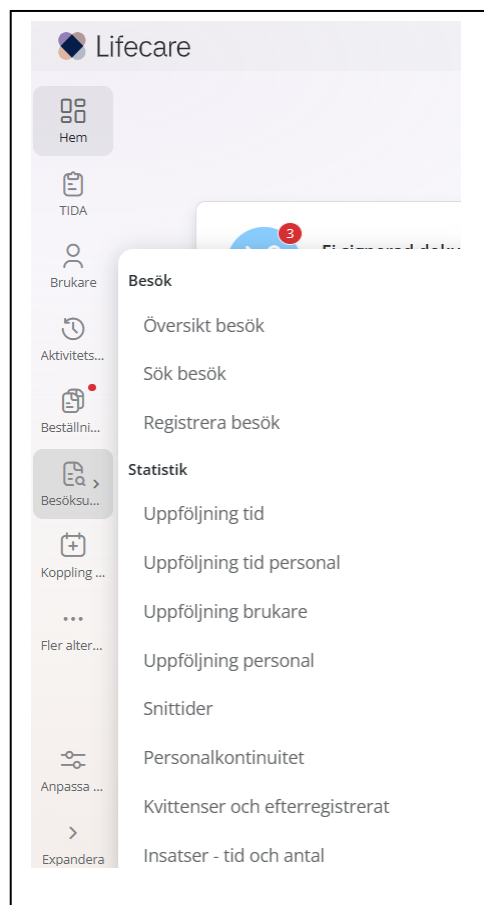 Lifecare
Hem
TIDA
Brukare
Aktivitets...
Beställni...
Besöksu...
Koppling ...
Fler alter...
Anpassa ...
Expandera
3
Besök
Översikt besök
Sök besök
Registrera besök
Statistik
Uppföljning tid
Uppföljning tid personal
Uppföljning brukare
Uppföljning personal
Snittider
Personalkontinuitet
Kvittenser och efterregistrerat
Insatser - tid och antal